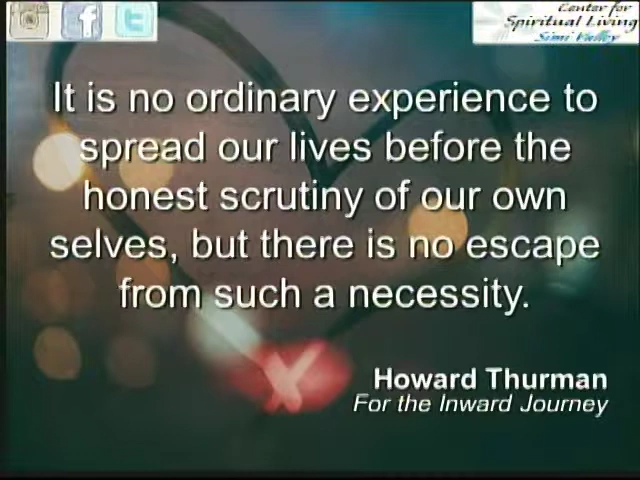 Center for
Spiritual Living
Simi Valley
It is no ordinary experience to
spread our lives before the
honest scrutiny of our own
selves, but there is no escape
from such a necessity.
Howard Thurman
For the Inward Journey